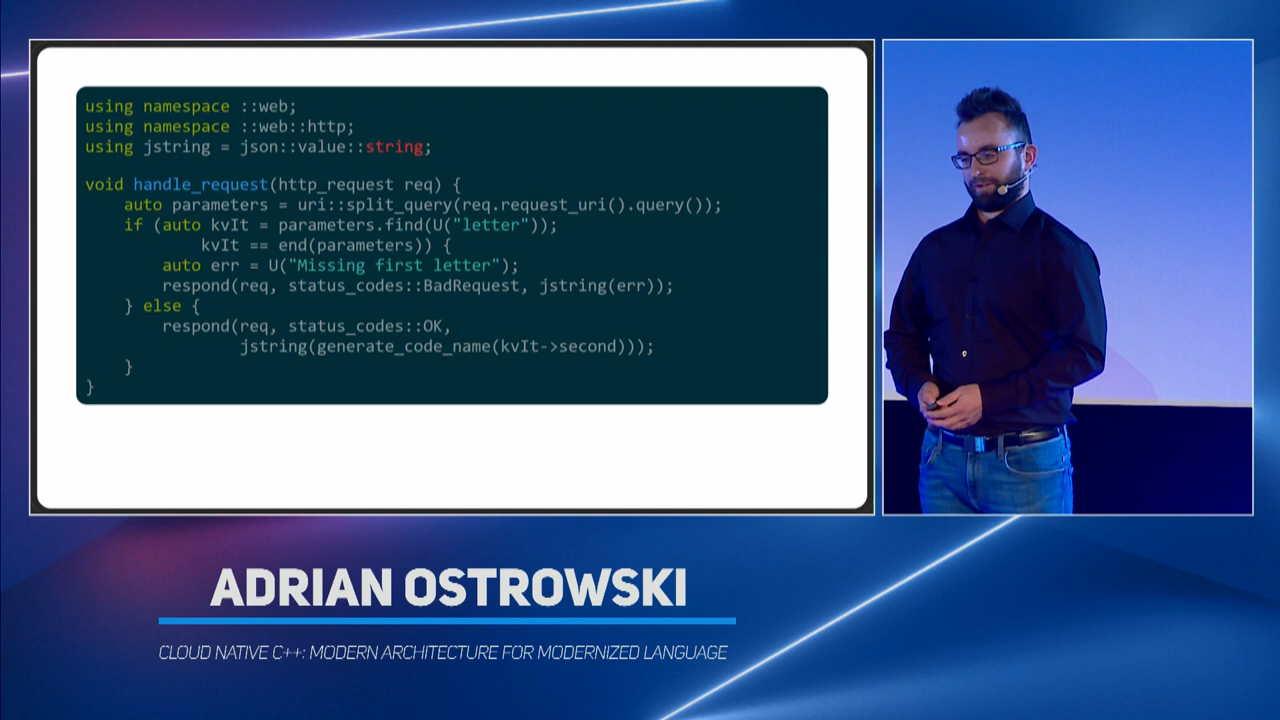 using namespace ::web;
using namespace ::web::http;
using jstring = json::value::string;

void handle_request(http_request req) {
    auto parameters = uri::split_query(req.request_uri().query());
    if (auto kvIt = parameters.find(U("letter"));
            kvIt == end(parameters)) {
        auto err = U("Missing first letter");
        respond(req, status_codes::BadRequest, jstring(err));
    } else {
        respond(req, status_codes::OK,
                jstring(generate_code_name(kvIt->second)));
    }
}
ADRIAN OSTROWSKI
CLOUD NATIVE C++: MODERN ARCHITECTURE FOR MODERNIZED LANGUAGE